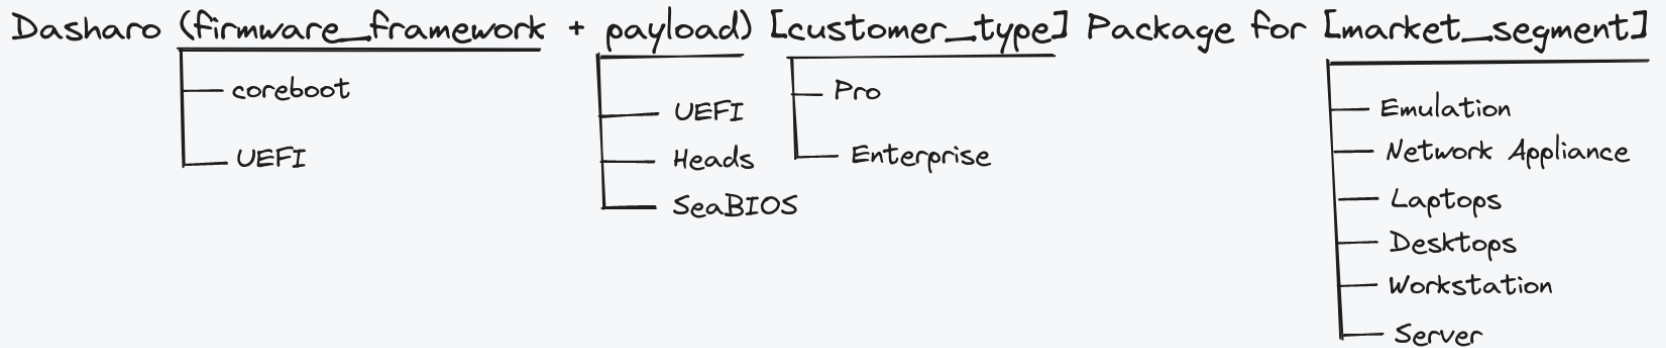 Dasharo (firmware_framework + payload) [customer_type] Package for [market_segment]
coreboot
UEFI
UEFI
Heads
SeaBIOS
Pro
Enterprise
Emulation
Network Appliance
Laptops
Desktops
Workstation
Server